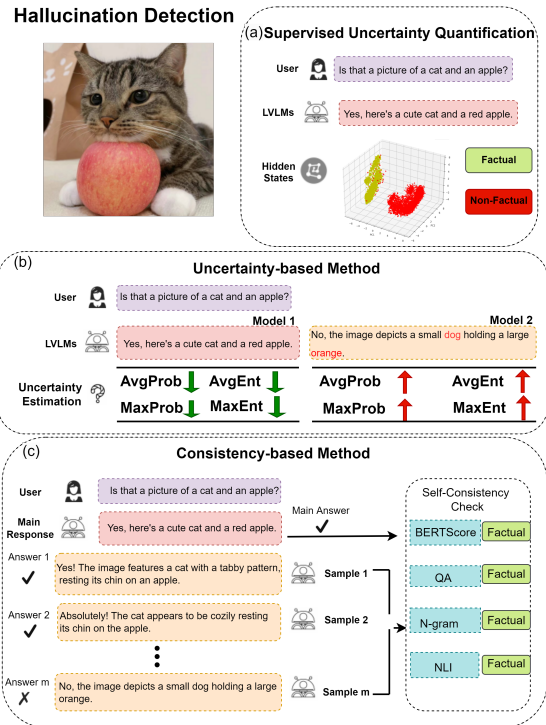 Hallucination Detection
(a) Supervised Uncertainty Quantification
User
Is that a picture of a cat and an apple?
LVLMs
Yes, here's a cute cat and a red apple.
Hidden
States
Factual
Non-Factual
(b)
Uncertainty-based Method
User
Is that a picture of a cat and an apple?
Model 1
Model 2
LVLMs
Yes, here's a cute cat and a red apple.
No, the image depicts a small dog holding a large
orange.
Uncertainty
Estimation
AvgProb AvgEnt
MaxProb MaxEnt
AvgProb AvgEnt
MaxProb MaxEnt
(c)
Consistency-based Method
User
Is that a picture of a cat and an apple?
Main
Response
Yes, here's a cute cat and a red apple.
Main Answer
Self-Consistency
Check
BERTScore Factual
QA Factual
N-gram Factual
NLI Factual
Answer 1
Yes! The image features a cat with a tabby pattern,
resting its chin on an apple.
Sample 1
Answer 2
Absolutely! The cat appears to be cozily resting
its chin on the apple.
Sample 2
Answer m
No, the image depicts a small dog holding a large
orange.
Sample m